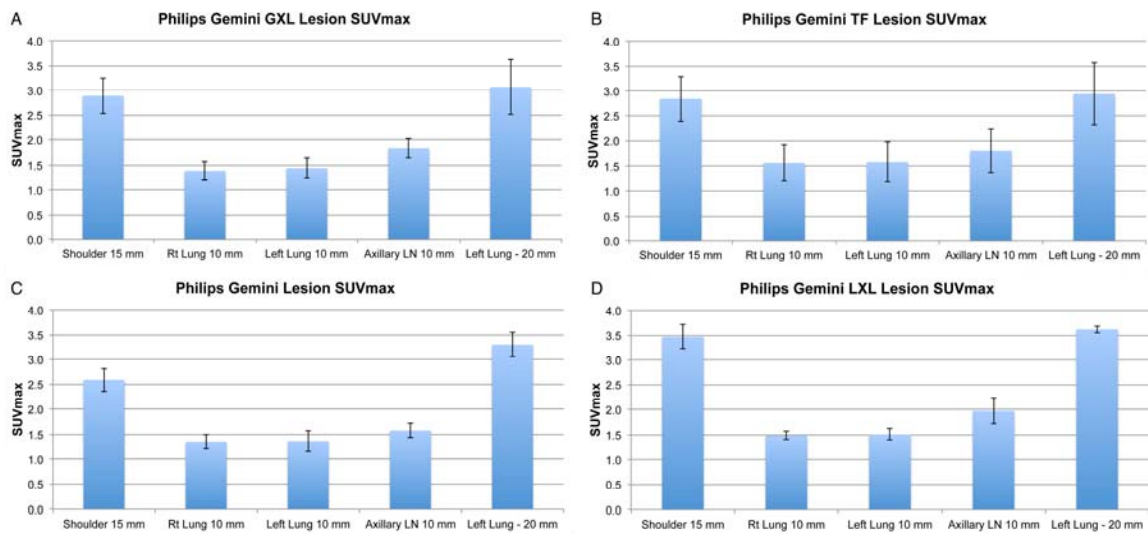 A
Philips Gemini GXL Lesion SUVmax
SUVmax
4.0
3.5
3.0
2.5
2.0
1.5
1.0
0.5
0.0
Shoulder 15 mm Rt Lung 10 mm Left Lung 10 mm Axillary LN 10 mm Left Lung - 20 mm
B
Philips Gemini TF Lesion SUVmax
SUVmax
4.0
3.5
3.0
2.5
2.0
1.5
1.0
0.5
0.0
Shoulder 15 mm Rt Lung 10 mm Left Lung 10 mm Axillary LN 10 mm Left Lung - 20 mm
C
Philips Gemini Lesion SUVmax
SUVmax
4.0
3.5
3.0
2.5
2.0
1.5
1.0
0.5
0.0
Shoulder 15 mm Rt Lung 10 mm Left Lung 10 mm Axillary LN 10 mm Left Lung - 20 mm
D
Philips Gemini LXL Lesion SUVmax
SUVmax
4.0
3.5
3.0
2.5
2.0
1.5
1.0
0.5
0.0
Shoulder 15 mm Rt Lung 10 mm Left Lung 10 mm Axillary LN 10 mm Left Lung - 20 mm